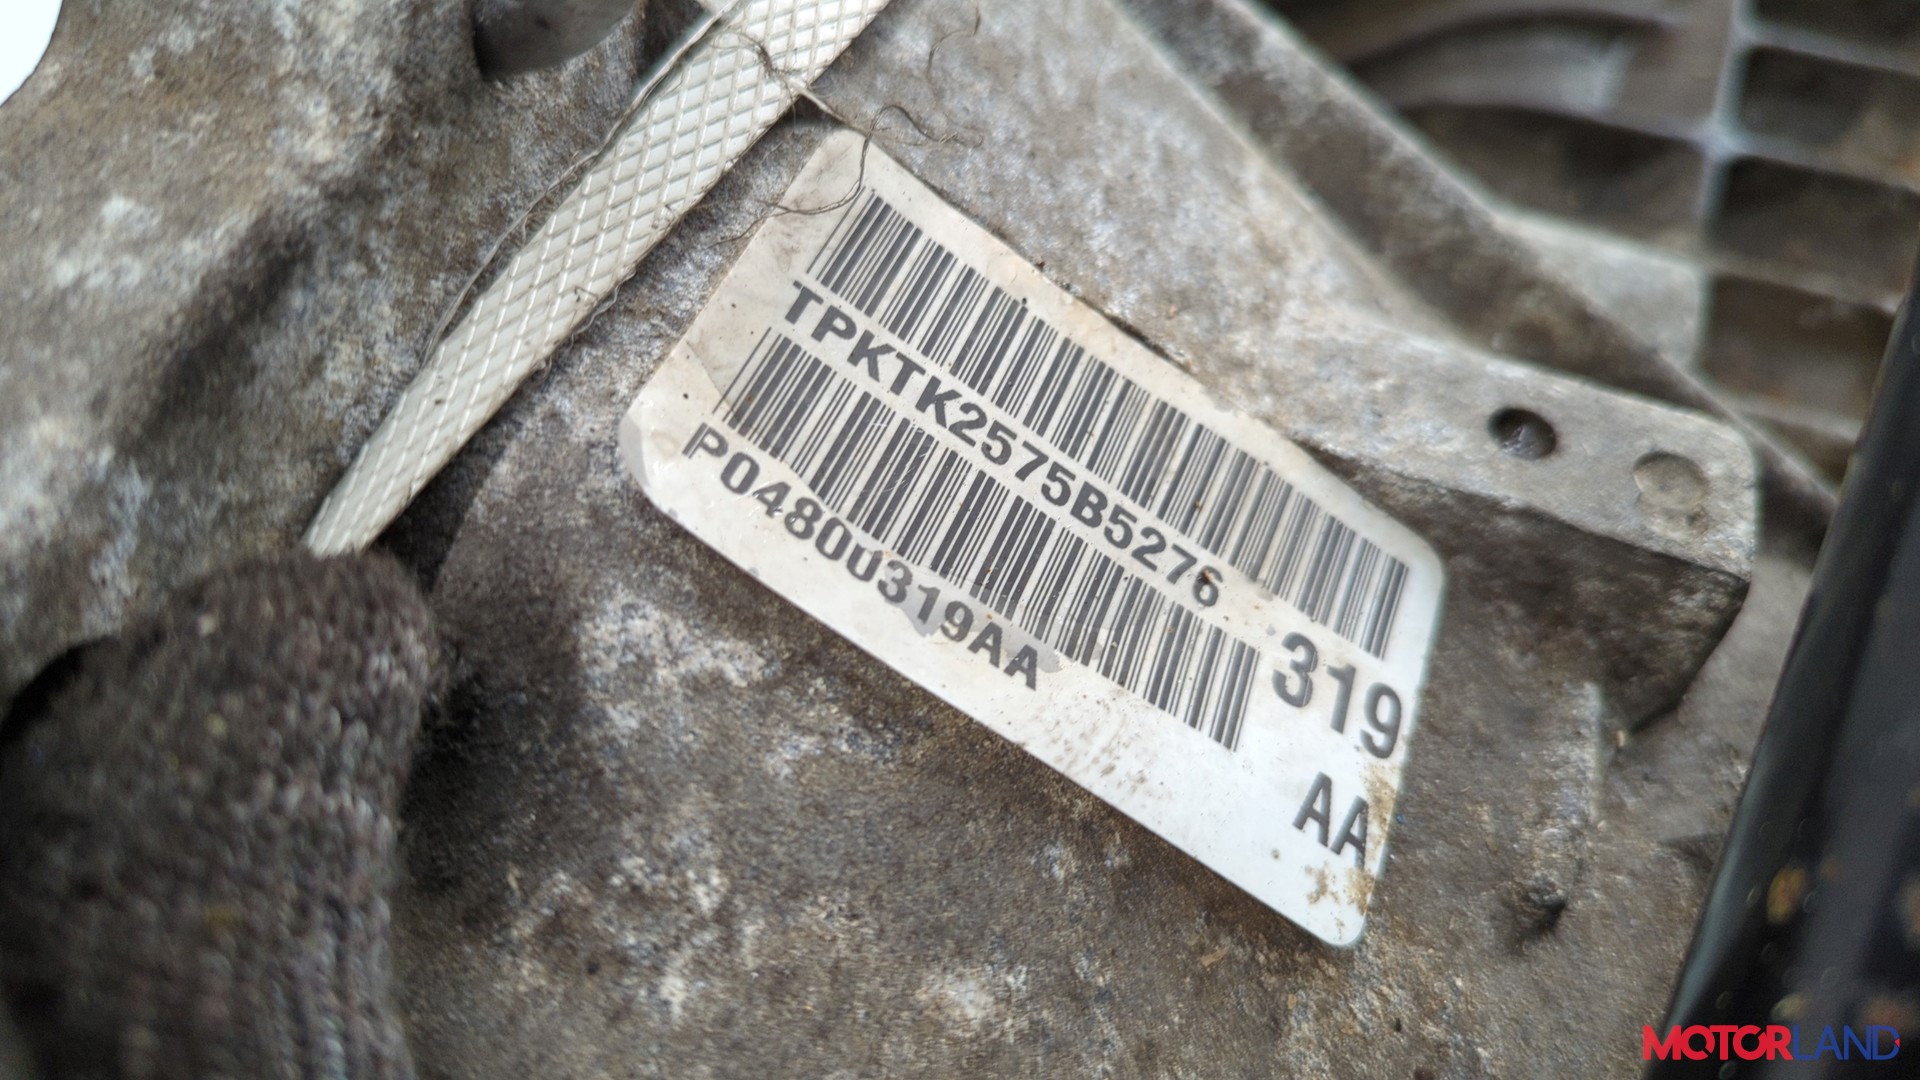 TPKTK2575B5276
P04800319AA
319
AA
MOTORLAND